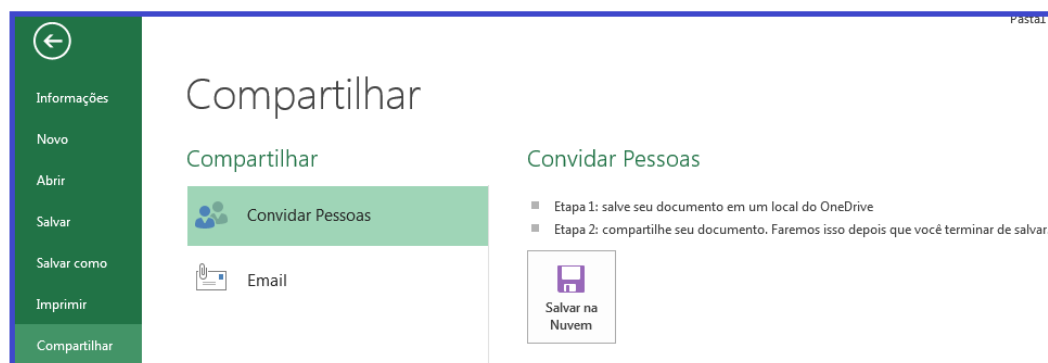 Pasta1
Informações
Novo
Abrir
Salvar
Salvar como
Imprimir
Compartilhar
Compartilhar
Compartilhar
Convidar Pessoas
Email
Convidar Pessoas
Etapa 1: salve seu documento em um local do OneDrive
Etapa 2: compartilhe seu documento. Faremos isso depois que você terminar de salvar.
Salvar na
Nuvem